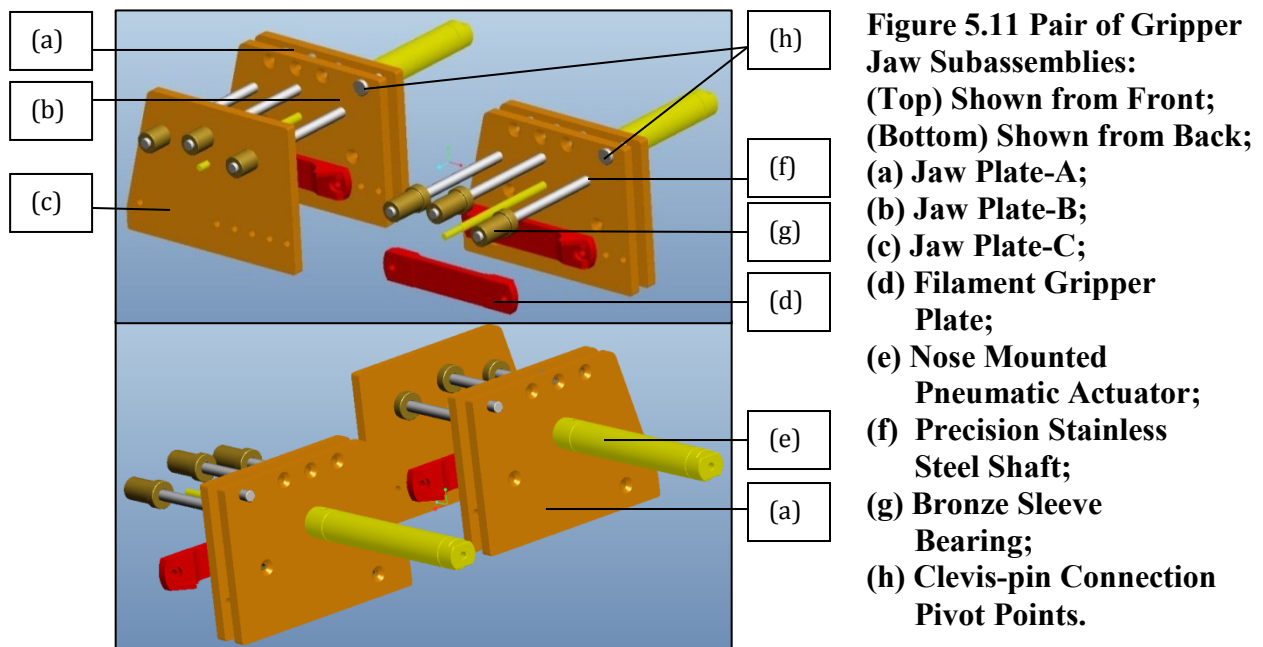 (a)
(b)
(c)
(h)
(f)
(g)
(d)
(e)
(a)
Figure 5.11 Pair of Gripper
Jaw Subassemblies:
(Top) Shown from Front;
(Bottom) Shown from Back;
(a) Jaw Plate-A;
(b) Jaw Plate-B;
(c) Jaw Plate-C;
(d) Filament Gripper
Plate;
(e) Nose Mounted
Pneumatic Actuator;
(f) Precision Stainless
Steel Shaft;
(g) Bronze Sleeve
Bearing;
(h) Clevis-pin Connection
Pivot Points.